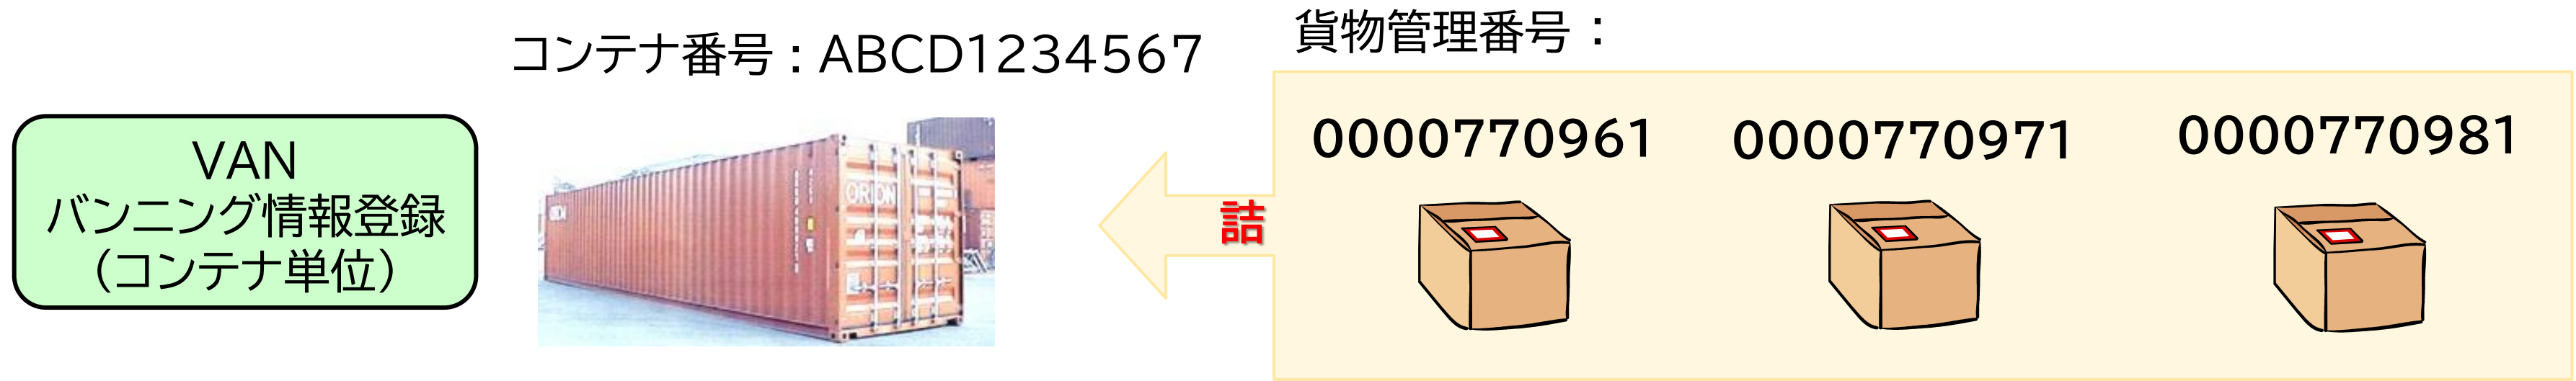 コンテナ番号：ABCD1234567
貨物管理番号：
VAN
バンニング情報登録
（コンテナ単位）
ORION
詰
0000770961
0000770971
0000770981